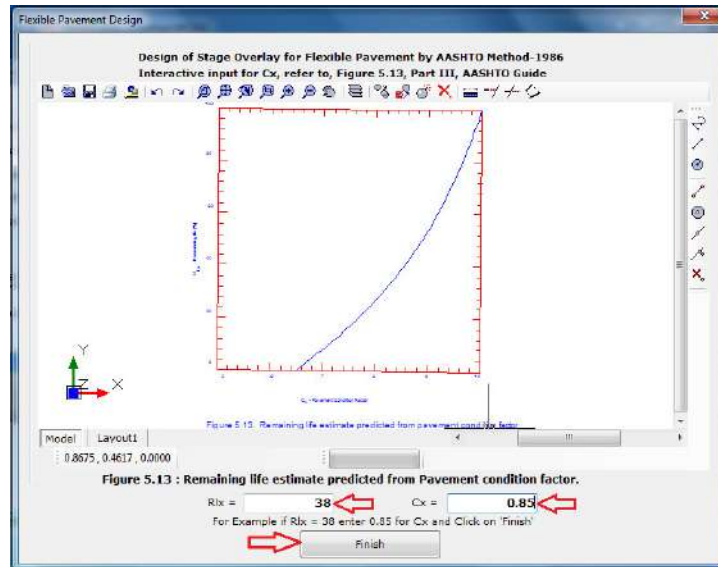 Flexible Pavement Design
Design of Stage Overlay for Flexible Pavement by AASHTO Method-1986
Interactive input for Cx, refer to, Figure 5.13, Part III, AASHTO Guide
Y
Z X
Figure 5.13. Remaining life estimate predicted from pavement condition factor
Model Layout1
0.8675 , 0.4617 , 0.0000
Figure 5.13 : Remaining life estimate predicted from Pavement condition factor.
Rlx = 38 Cx = 0.85
For Example if Rlx = 38 enter 0.85 for Cx and Click on 'Finish'
Finish